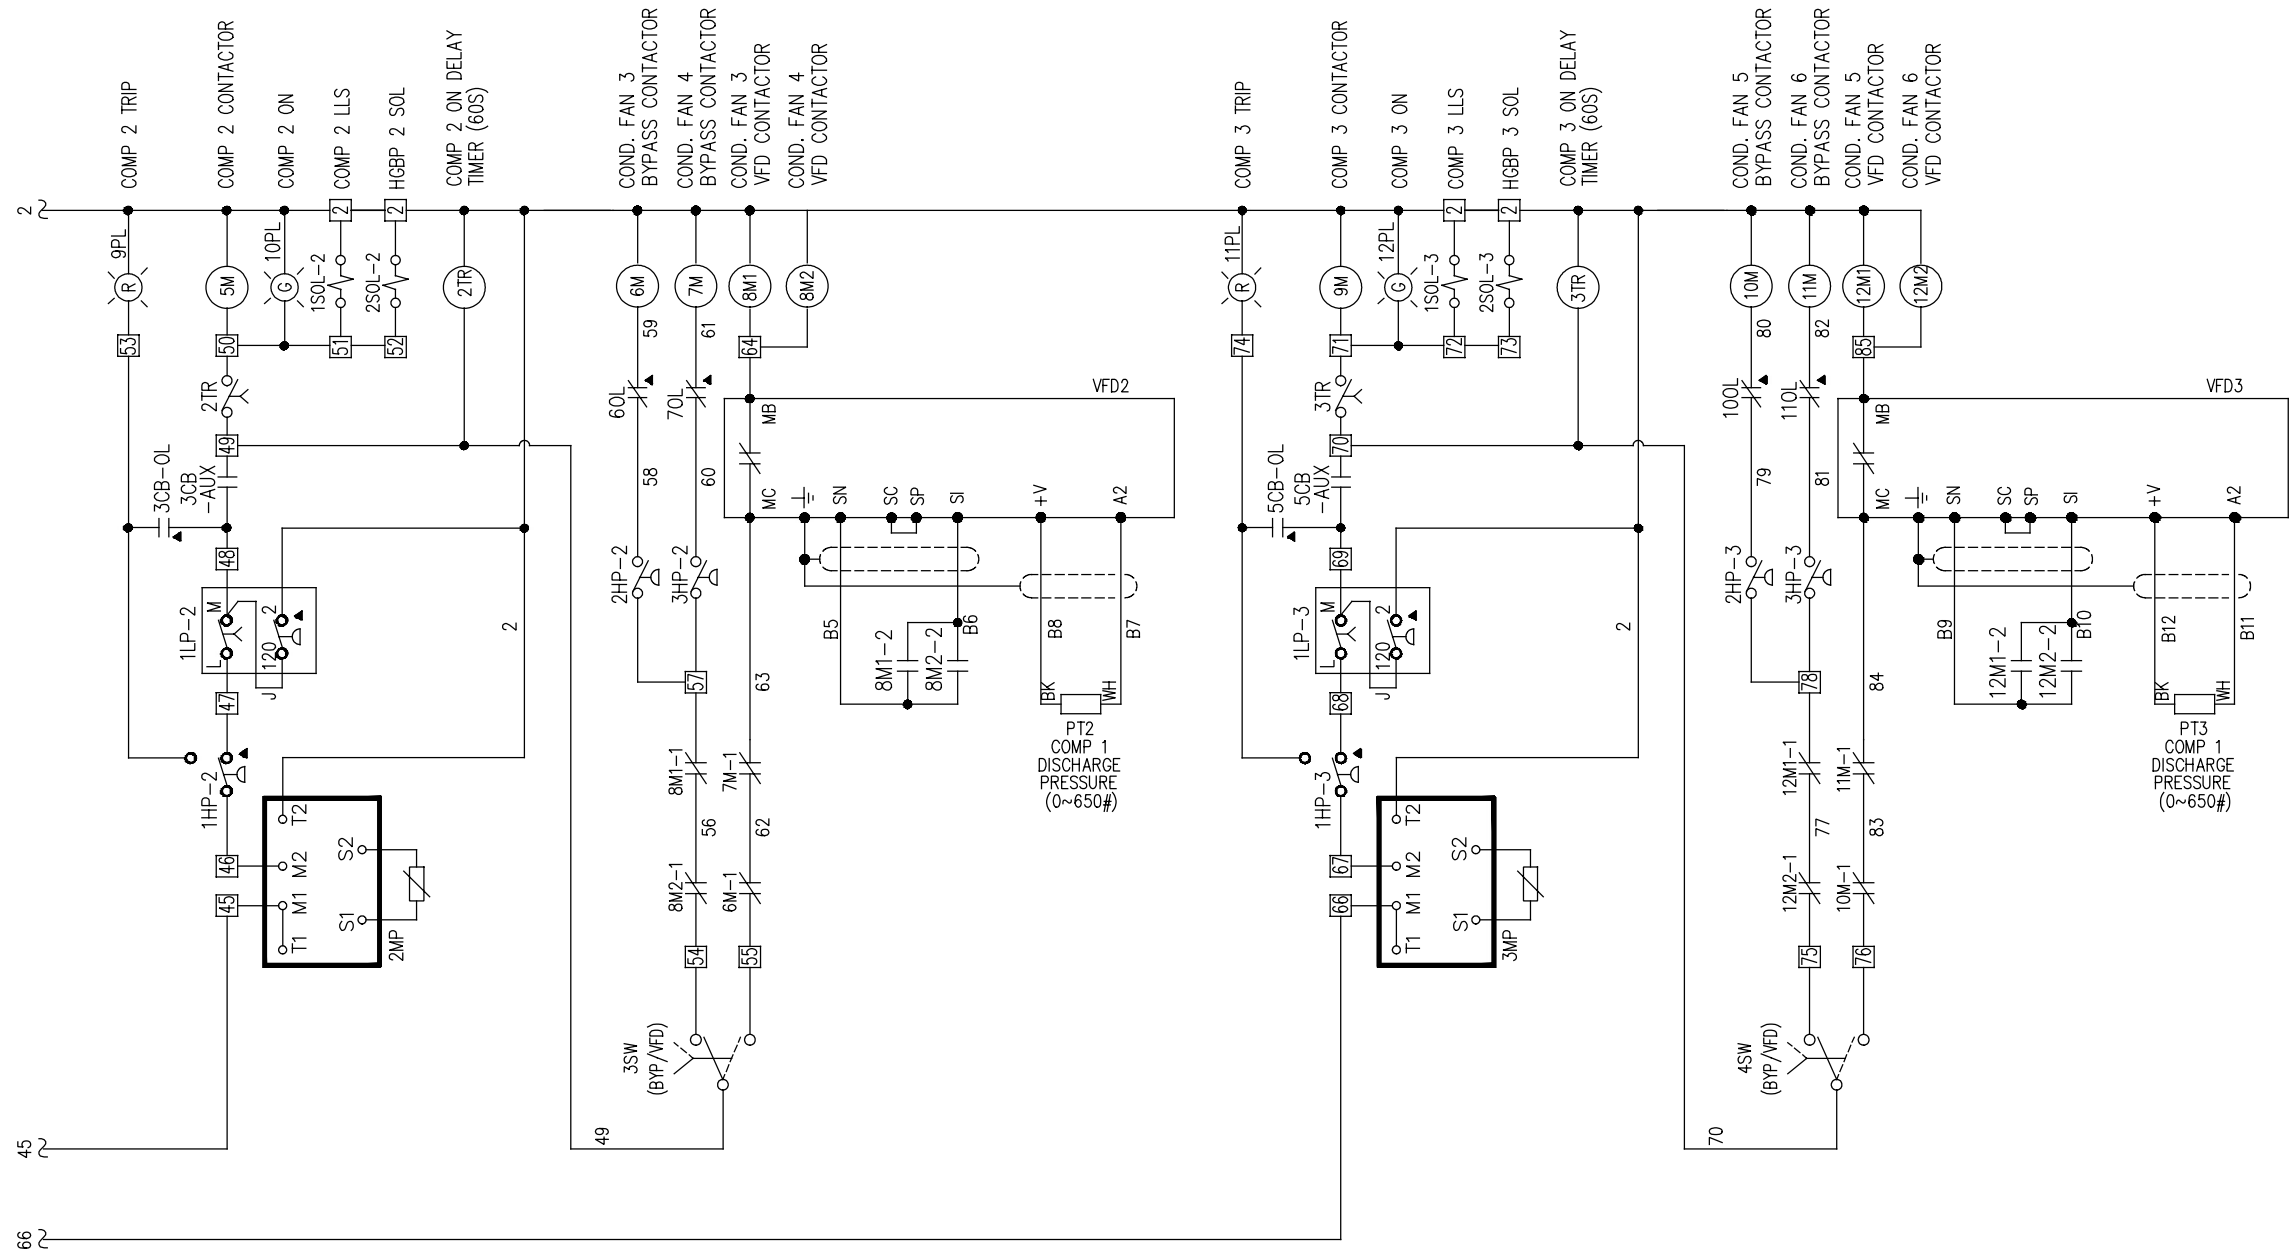 COMP 2 TRIP
COMP 2 CONTACTOR
COMP 2 ON
COMP 2 LLS
HGBP 2 SOL
COMP 2 ON DELAY
TIMER (60S)
COND. FAN 3
BYPASS CONTACTOR
COND. FAN 4
BYPASS CONTACTOR
COND. FAN 3
VFD CONTACTOR
COND. FAN 4
VFD CONTACTOR
COMP 3 TRIP
COMP 3 CONTACTOR
COMP 3 ON
COMP 3 LLS
HGBP 3 SOL
COMP 3 ON DELAY
TIMER (60S)
COND. FAN 5
BYPASS CONTACTOR
COND. FAN 6
BYPASS CONTACTOR
COND. FAN 5
VFD CONTACTOR
COND. FAN 6
VFD CONTACTOR
2
2
2
2
2
9PL
R
5M
10PL
G
1SOL-2
2SOL-2
2TR
6M
7M
8M1
8M2
11PL
R
9M
12PL
G
1SOL-3
2SOL-3
3TR
10M
11M
12M1
12M2
53
50
51
52
59
61
64
74
71
72
73
80
82
85
2TR
6OL
7OL
VFD2
3TR
10OL
11OL
VFD3
MB
MB
49
58
60
70
79
81
3CB-OL
3CB
-AUX
5CB-OL
5CB
-AUX
MC
SN
SC
SP
SI
+V
A2
MC
SN
SC
SP
SI
+V
A2
48
2HP-2
3HP-2
69
2HP-3
3HP-3
1LP-2
M
2
L
120
J
2
1LP-3
M
2
L
120
J
2
B5
B6
B8
B7
8M1-2
8M2-2
B9
B10
B12
B11
12M1-2
12M2-2
47
57
63
68
78
84
BK
WH
PT2
COMP 1
DISCHARGE
PRESSURE
(0~650#)
BK
WH
PT3
COMP 1
DISCHARGE
PRESSURE
(0~650#)
1HP-2
8M1-1
7M-1
1HP-3
12M1-1
11M-1
T2
S2
M2
M1
S1
T1
2MP
46
45
56
62
8M2-1
6M-1
54
55
T2
S2
M2
M1
S1
T1
3MP
67
66
77
83
12M2-1
10M-1
75
76
3SW
(BYP/VFD)
4SW
(BYP/VFD)
45
49
70
66